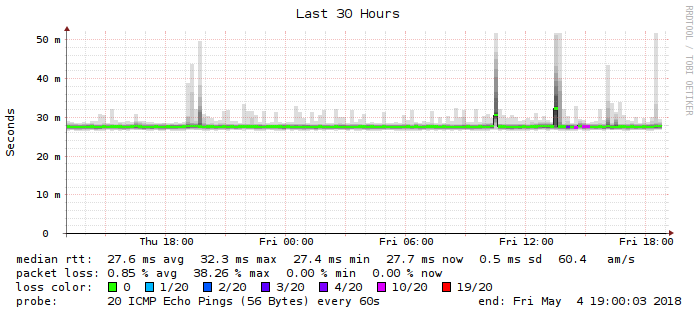 Last 30 Hours
RRDTOOL / TOBI OETIKER
Seconds
50 m
40 m
30 m
20 m
10 m
0
Thu 18:00 Fri 00:00 Fri 06:00 Fri 12:00 Fri 18:00
median rtt: 27.6 ms avg 32.3 ms max 27.4 ms min 27.7 ms now 0.5 ms sd 60.4 am/s
packet loss: 0.85 % avg 38.26 % max 0.00 % min 0.00 % now
loss color: 0 1/20 2/20 3/20 4/20 10/20 19/20
probe: 20 ICMP Echo Pings (56 Bytes) every 60s end: Fri May 4 19:00:03 2018